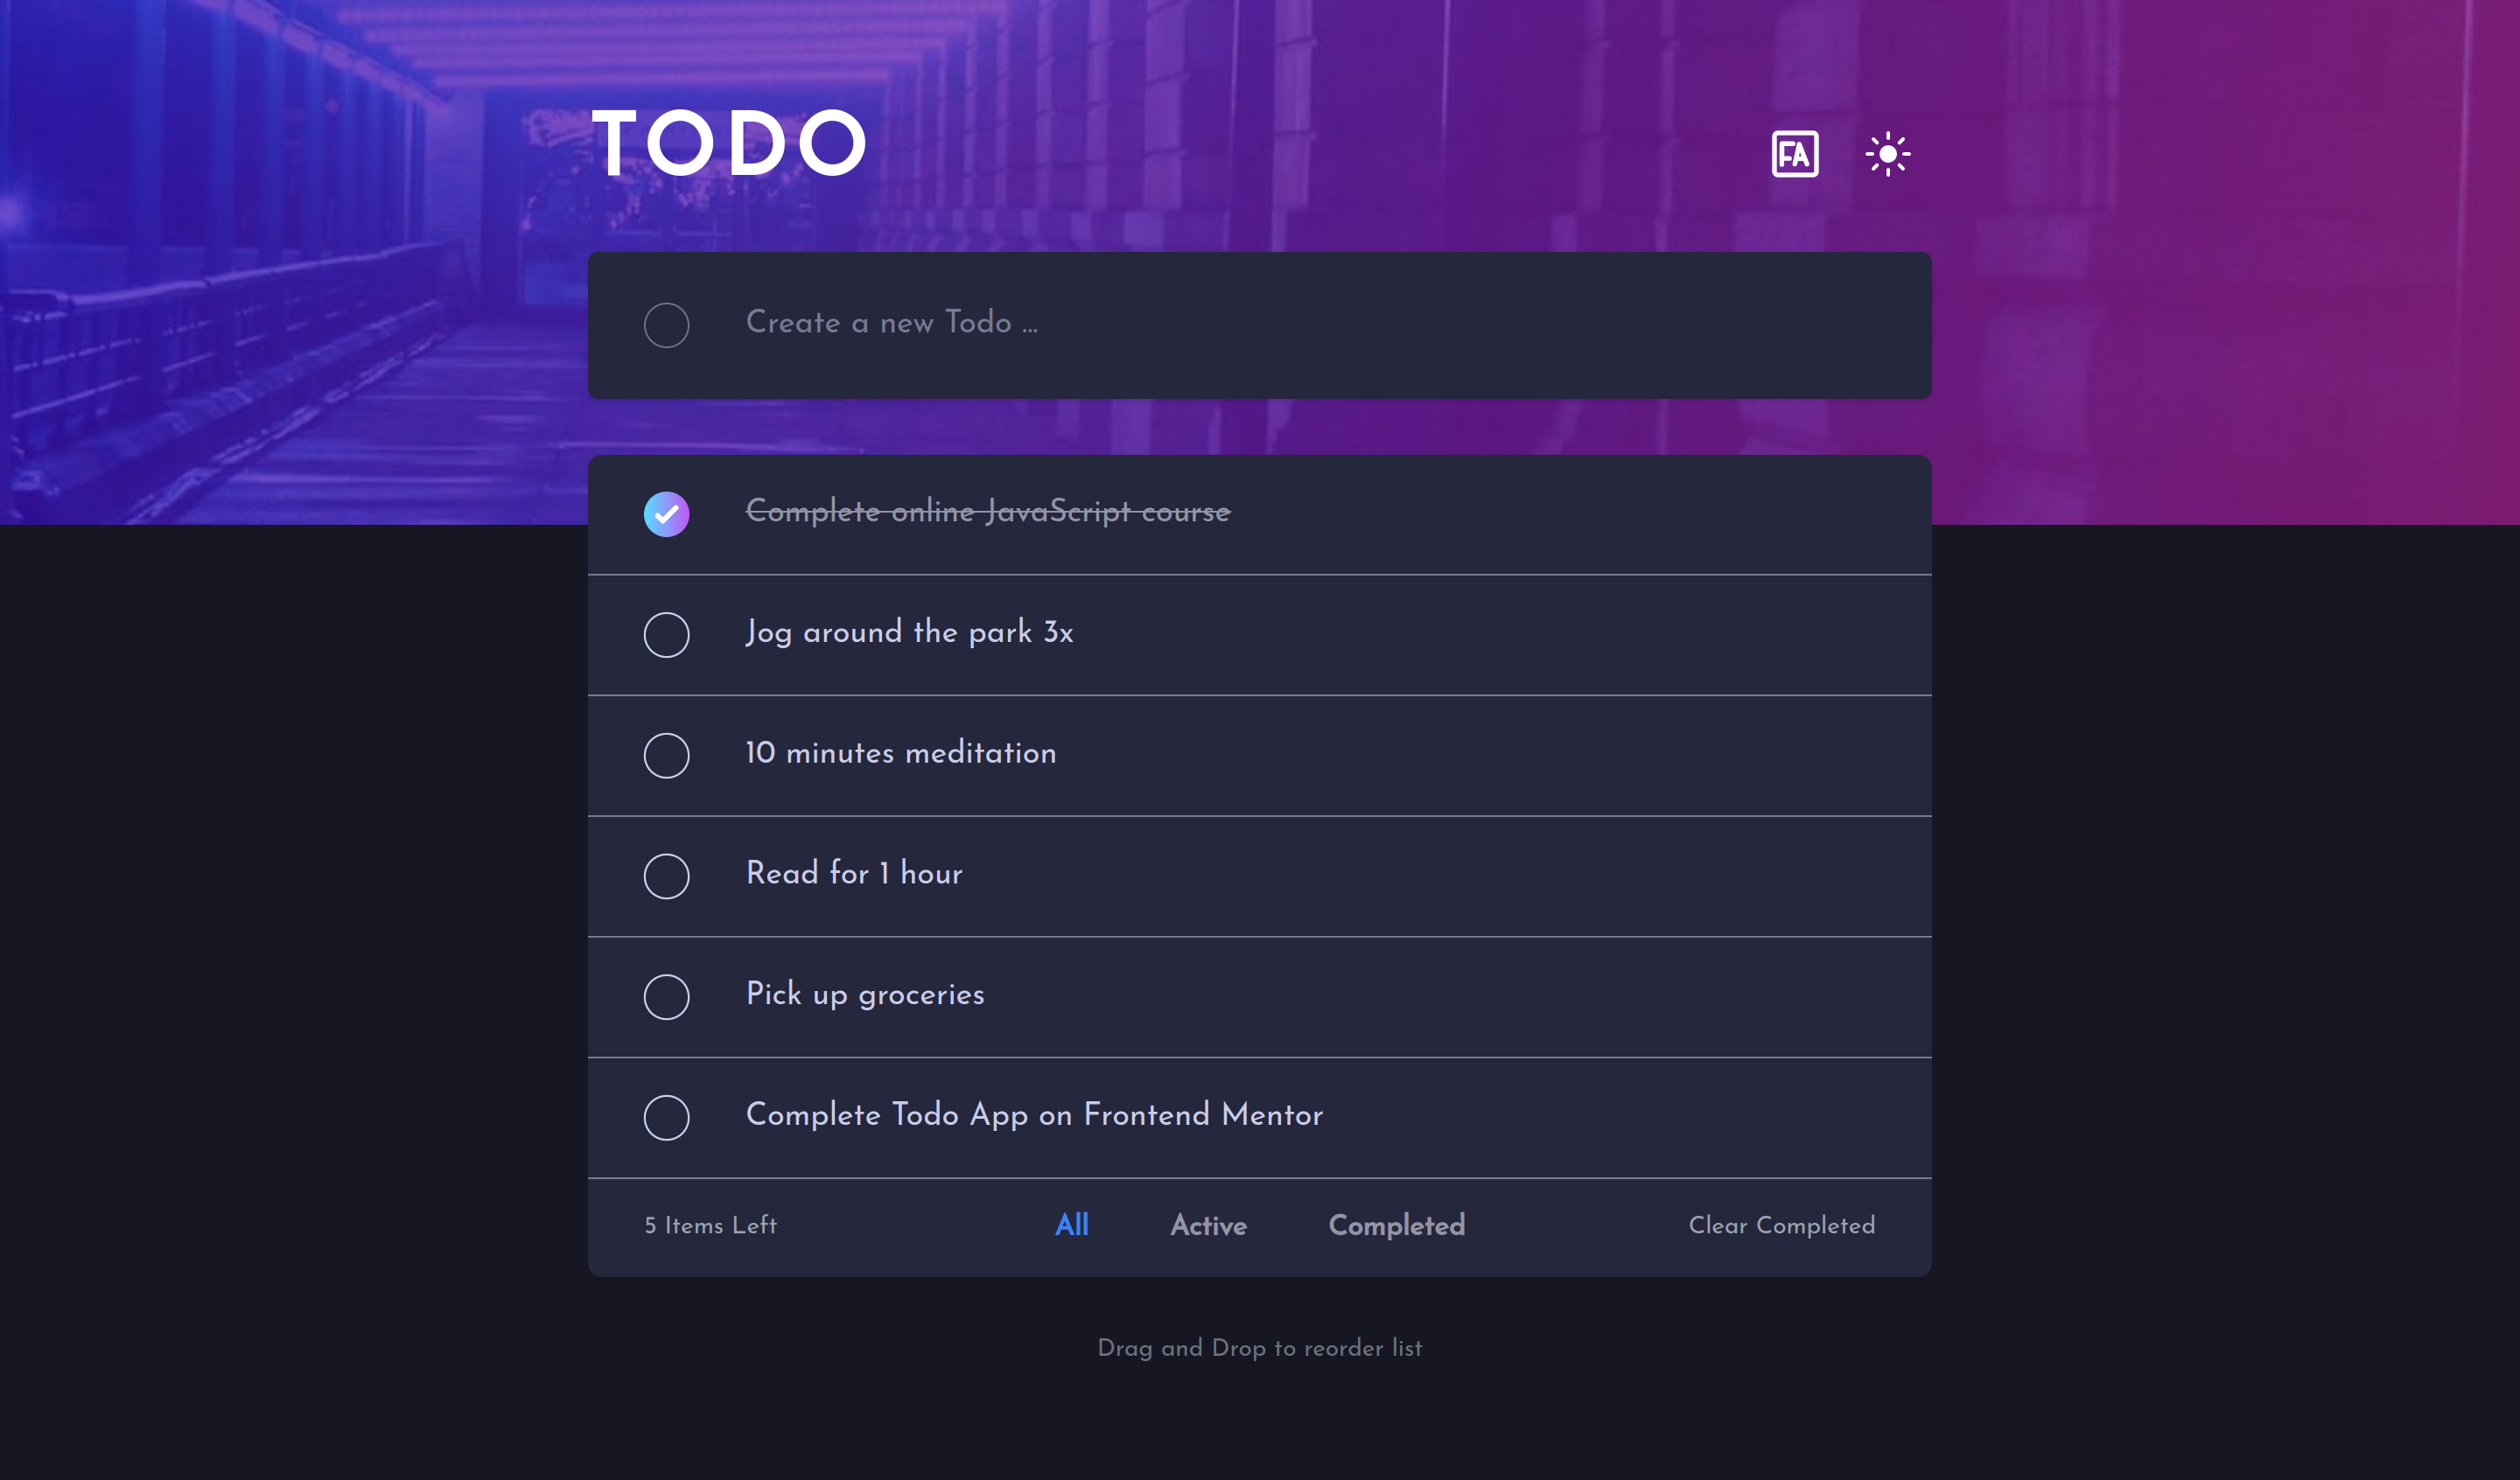 TODO
FA
Create a new Todo ...
Complete online JavaScript course
Jog around the park 3x
10 minutes meditation
Read for 1 hour
Pick up groceries
Complete Todo App on Frontend Mentor
5 Items Left All Active Completed Clear Completed
Drag and Drop to reorder list